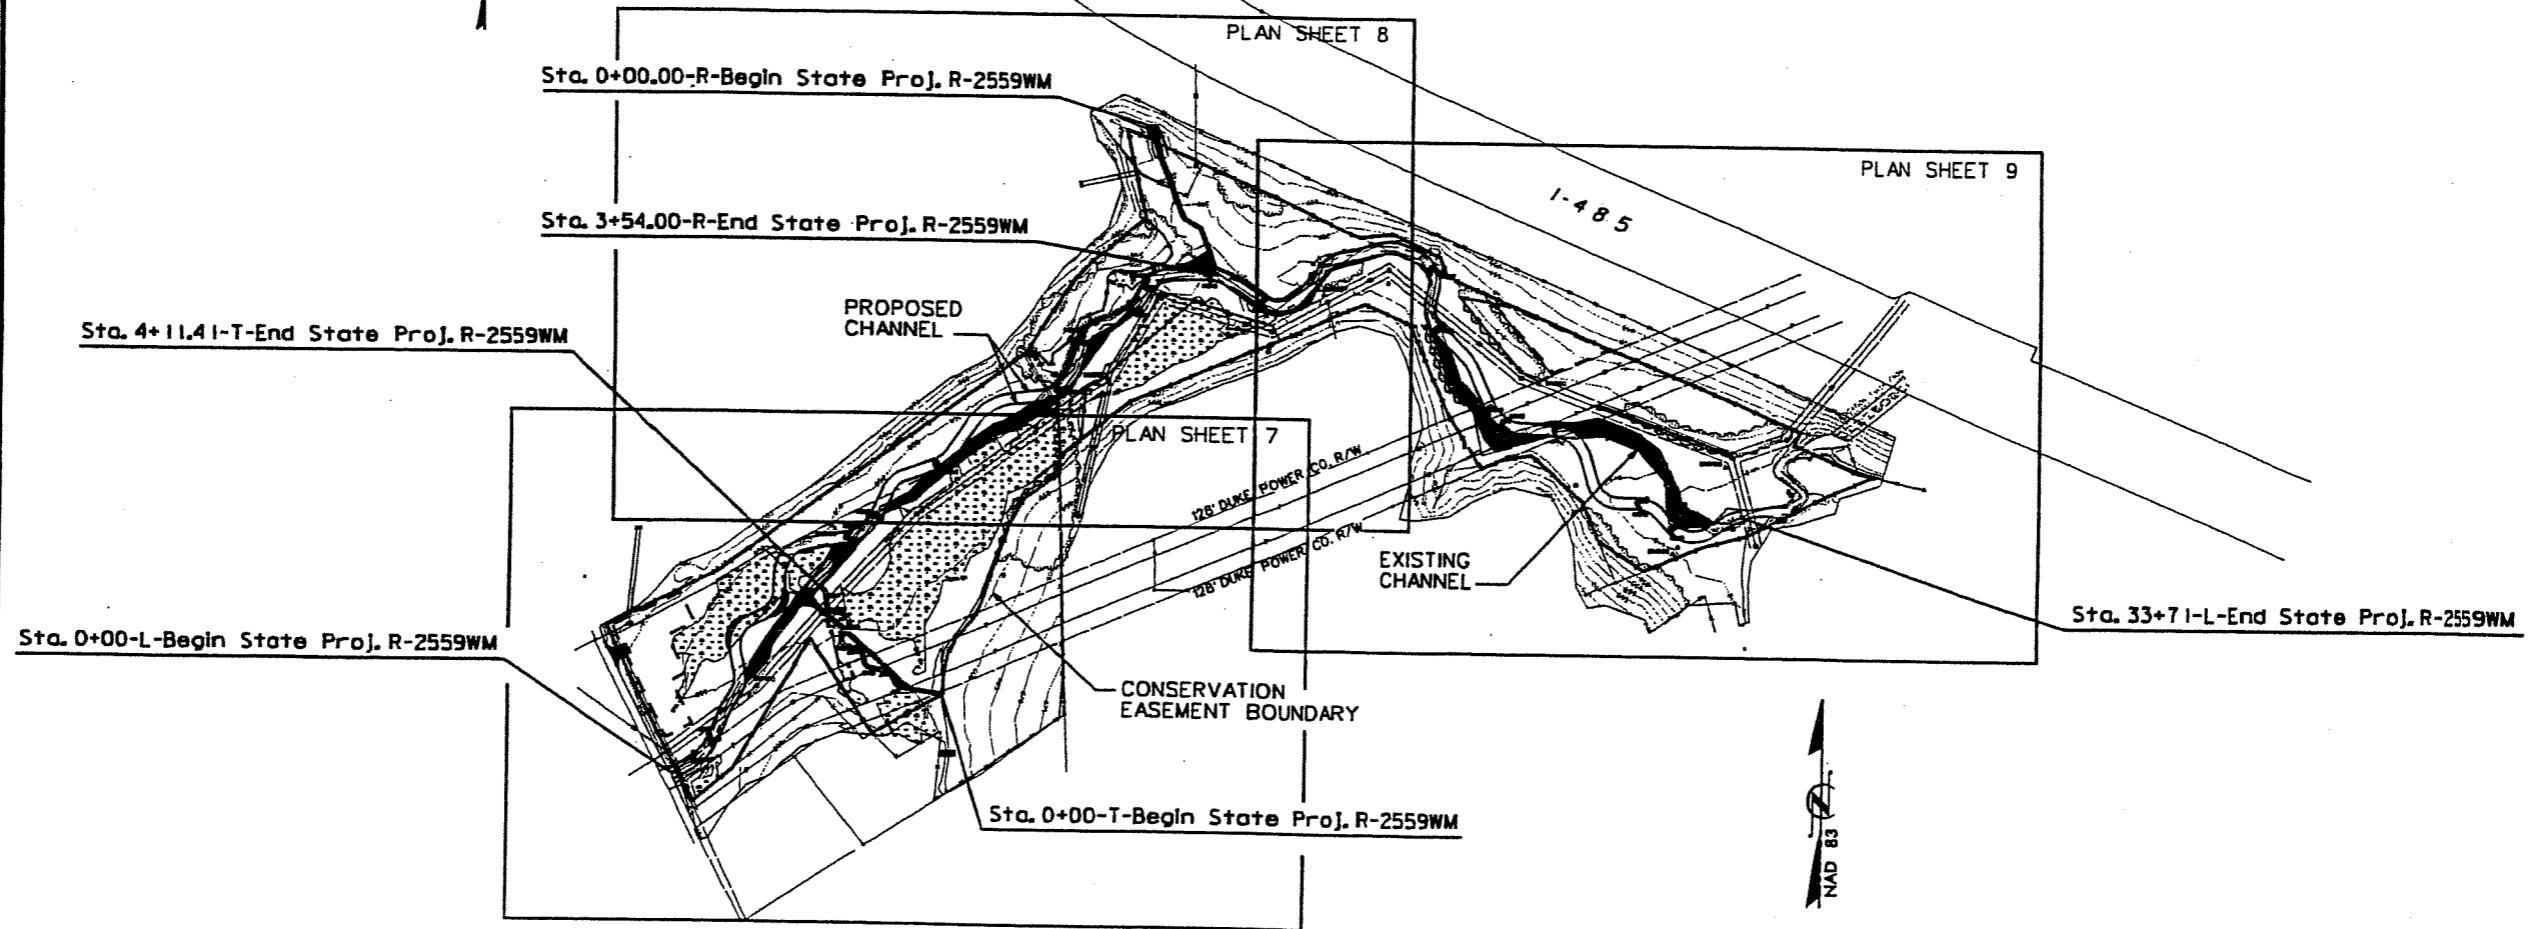 PLAN SHEET 8
Sta. 0+00.00-R-Begin State Proj. R-2559WM
PLAN SHEET 9
I-485
Sta. 3+54.00-R-End State Proj. R-2559WM
PROPOSED
CHANNEL
Sta. 4+11.41-T-End State Proj. R-2559WM
PLAN SHEET 7
128' DUKE POWER CO. R/W
128' DUKE POWER CO. R/W
EXISTING
CHANNEL
Sta. 33+71-L-End State Proj. R-2559WM
Sta. 0+00-L-Begin State Proj. R-2559WM
CONSERVATION
EASEMENT BOUNDARY
Sta. 0+00-T-Begin State Proj. R-2559WM
NAD 83